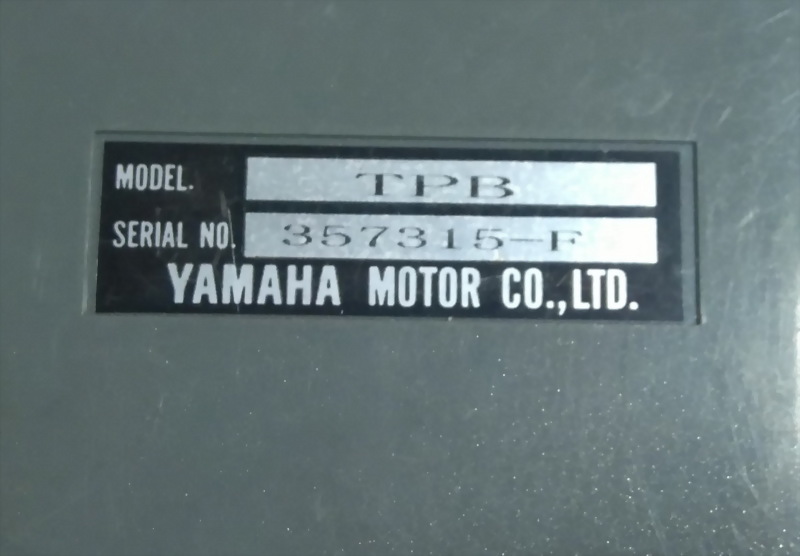 MODEL. TPB
SERIAL NO. 357315-F
YAMAHA MOTOR CO.,LTD.